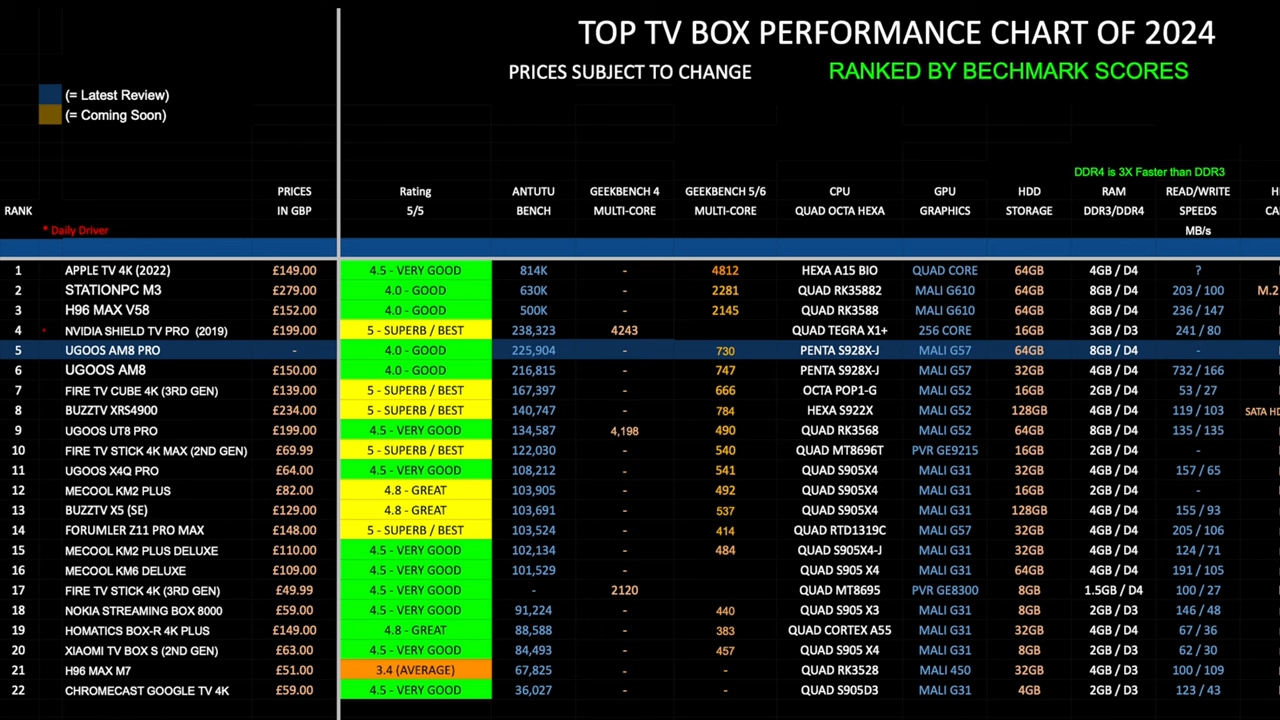 TOP TV BOX PERFORMANCE CHART OF 2024
PRICES SUBJECT TO CHANGE RANKED BY BECHMARK SCORES
(= Latest Review)
(= Coming Soon)
DDR4 is 3X Faster than DDR3
PRICES Rating ANTUTU GEEKBENCH 4 GEEKBENCH 5/6 CPU GPU HDD RAM READ/WRITE
RANK IN GBP 5/5 BENCH MULTI-CORE MULTI-CORE QUAD OCTA HEXA GRAPHICS STORAGE DDR3/DDR4 SPEEDS
* Daily Driver MB/s
1 APPLE TV 4K (2022) £149.00 4.5 - VERY GOOD 814K - 4812 HEXA A15 BIO QUAD CORE 64GB 4GB / D4 ?
2 STATIONPC M3 £279.00 4.0 - GOOD 630K - 2281 QUAD RK35882 MALI G610 64GB 8GB / D4 203 / 100 M.2
3 H96 MAX V58 £152.00 4.0 - GOOD 500K - 2145 QUAD RK3588 MALI G610 64GB 8GB / D4 236 / 147
4 * NVIDIA SHIELD TV PRO (2019) £199.00 5 - SUPERB / BEST 238,323 4243 QUAD TEGRA X1+ 256 CORE 16GB 3GB / D3 241 / 80
5 UGOOS AM8 PRO - 4.0 - GOOD 225,904 - 730 PENTA S928X-J MALI G57 64GB 8GB / D4 -
6 UGOOS AM8 £150.00 4.0 - GOOD 216,815 - 747 PENTA S928X-J MALI G57 32GB 4GB / D4 732 / 166
7 FIRE TV CUBE 4K (3RD GEN) £139.00 5 - SUPERB / BEST 167,397 - 666 OCTA POP1-G MALI G52 16GB 2GB / D4 53 / 27
8 BUZZTV XRS4900 £234.00 5 - SUPERB / BEST 140,747 - 784 HEXA S922X MALI G52 128GB 4GB / D4 119 / 103 SATA HD
9 UGOOS UT8 PRO £199.00 4.5 - VERY GOOD 134,587 4,198 490 QUAD RK3568 MALI G52 64GB 8GB / D4 135 / 135
10 FIRE TV STICK 4K MAX (2ND GEN) £69.99 5 - SUPERB / BEST 122,030 - 540 QUAD MT8696T PVR GE9215 16GB 2GB / D4 -
11 UGOOS X4Q PRO £64.00 4.5 - VERY GOOD 108,212 - 541 QUAD S905X4 MALI G31 32GB 4GB / D4 157 / 65
12 MECOOL KM2 PLUS £82.00 4.8 - GREAT 103,905 - 492 QUAD S905X4 MALI G31 16GB 2GB / D4 -
13 BUZZTV X5 (SE) £129.00 4.8 - GREAT 103,691 - 537 QUAD S905X4 MALI G31 128GB 4GB / D4 155 / 93
14 FORUMLER Z11 PRO MAX £148.00 5 - SUPERB / BEST 103,524 - 414 QUAD RTD1319C MALI G57 32GB 4GB / D4 205 / 106
15 MECOOL KM2 PLUS DELUXE £110.00 4.5 - VERY GOOD 102,134 - 484 QUAD S905X4-J MALI G31 32GB 4GB / D4 124 / 71
16 MECOOL KM6 DELUXE £109.00 4.5 - VERY GOOD 101,529 - QUAD S905 X4 MALI G31 64GB 4GB / D4 191 / 105
17 FIRE TV STICK 4K (3RD GEN) £49.99 4.5 - VERY GOOD - 2120 QUAD MT8695 PVR GE8300 8GB 1.5GB / D4 100 / 27
18 NOKIA STREAMING BOX 8000 £59.00 4.5 - VERY GOOD 91,224 - 440 QUAD S905 X3 MALI G31 8GB 2GB / D3 146 / 48
19 HOMATICS BOX-R 4K PLUS £149.00 4.8 - GREAT 88,588 - 383 QUAD CORTEX A55 MALI G31 32GB 4GB / D4 67 / 36
20 XIAOMI TV BOX S (2ND GEN) £63.00 4.5 - VERY GOOD 84,493 - 457 QUAD S905 X4 MALI G31 8GB 2GB / D3 62 / 30
21 H96 MAX M7 £51.00 3.4 (AVERAGE) 67,825 - - QUAD RK3528 MALI 450 32GB 4GB / D3 100 / 109
22 CHROMECAST GOOGLE TV 4K £59.00 4.5 - VERY GOOD 36,027 - - QUAD S905D3 MALI G31 4GB 2GB / D3 123 / 43